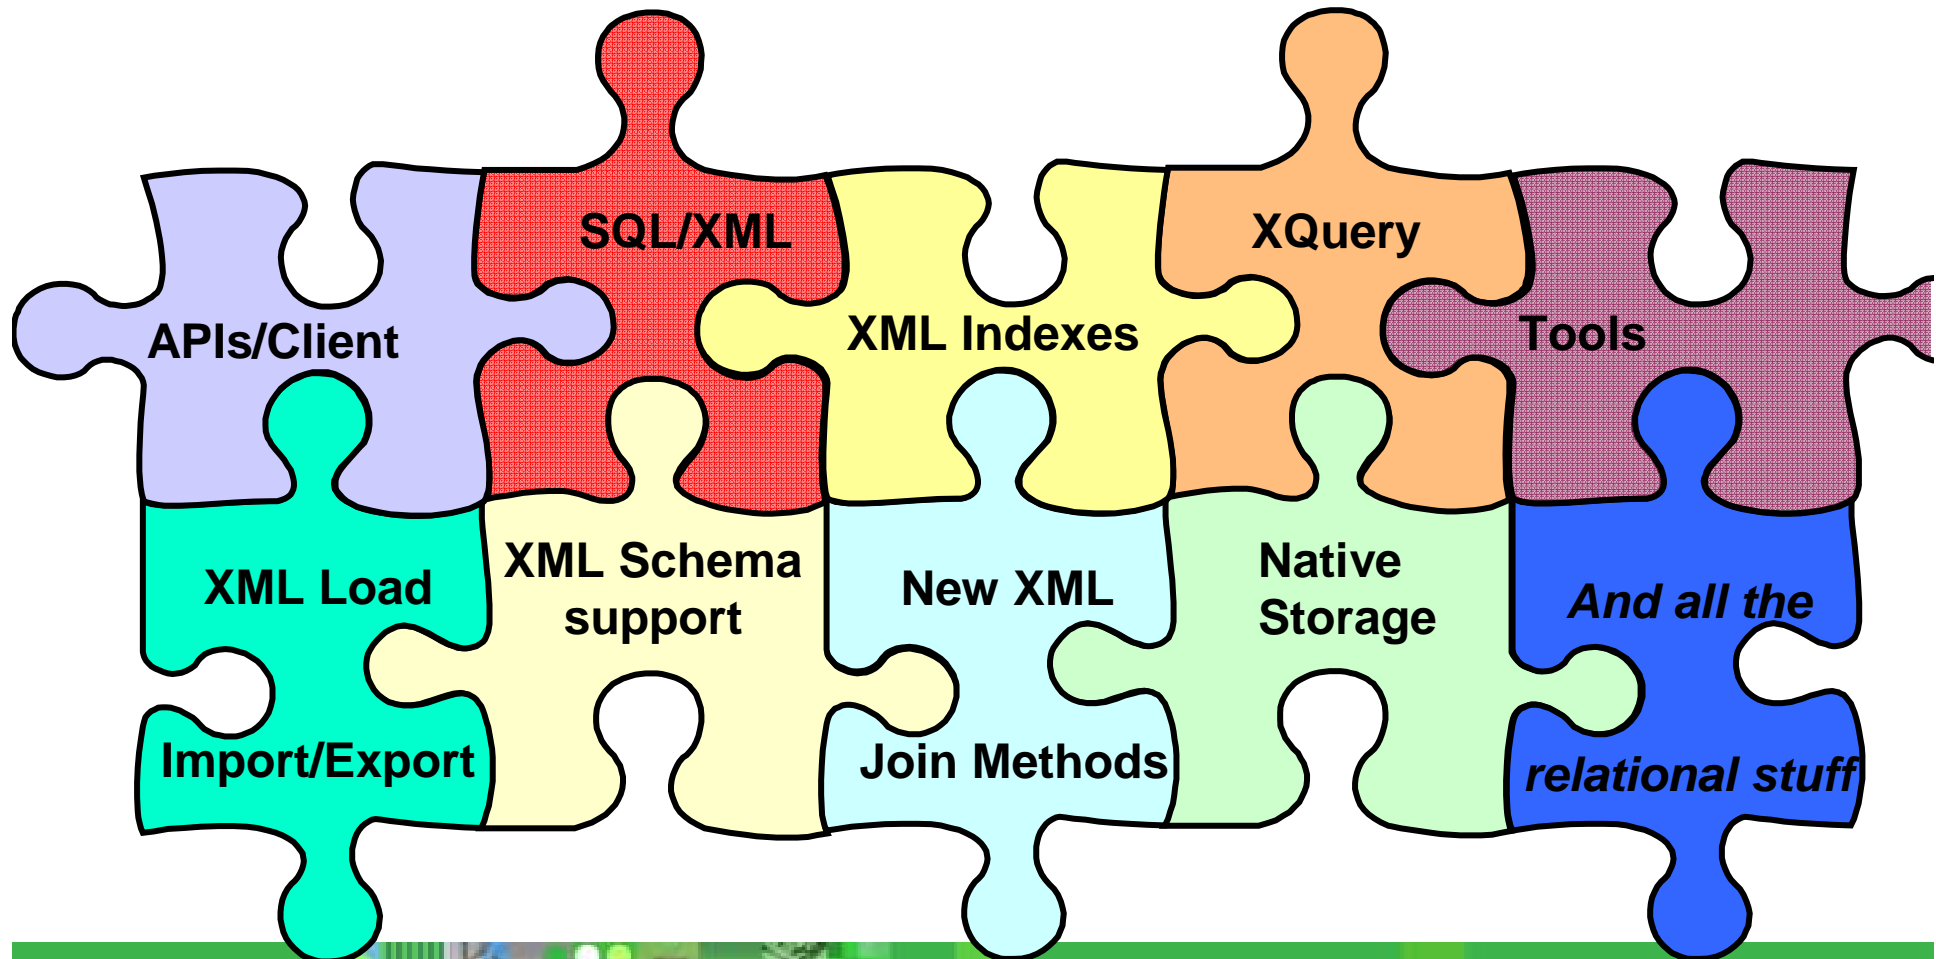 SQL/XML
XQuery
APIs/Client
XML Indexes
Tools
XML Load
Import/Export
XML Schema
support
New XML
Join Methods
Native
Storage
And all the
relational stuff